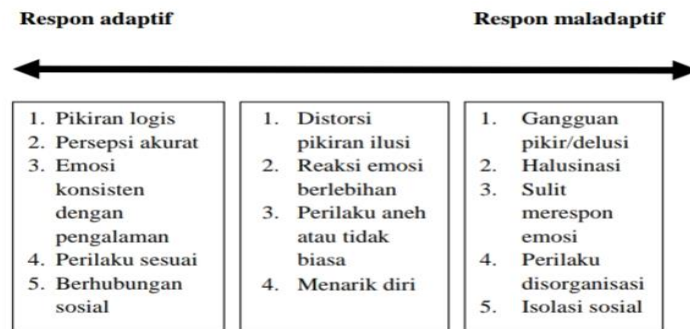 Respon adaptif
Respon maladaptif
1. Pikiran logis
2. Persepsi akurat
3. Emosi
konsisten
dengan
pengalaman
4. Perilaku sesuai
5. Berhubungan
sosial
1. Distorsi
pikiran ilusi
2. Reaksi emosi
berlebihan
3. Perilaku aneh
atau tidak
biasa
4. Menarik diri
1. Gangguan
pikir/delusi
2. Halusinasi
3. Sulit
merespon
emosi
4. Perilaku
disorganisasi
5. Isolasi sosial